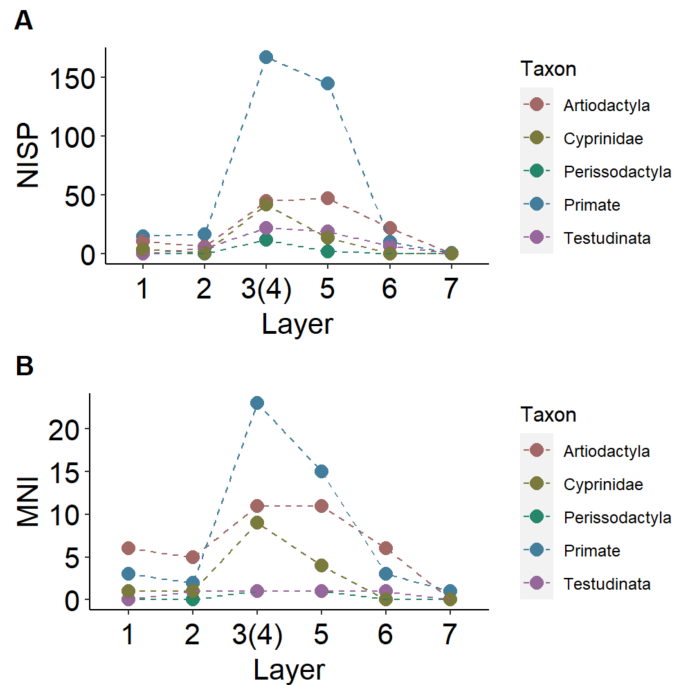 A
NISP
150
100
50
0
1 2 3(4) 5 6 7
Layer
Taxon
Artiodactyla
Cyprinidae
Perissodactyla
Primate
Testudinata
B
MNI
20
15
10
5
0
1 2 3(4) 5 6 7
Layer
Taxon
Artiodactyla
Cyprinidae
Perissodactyla
Primate
Testudinata